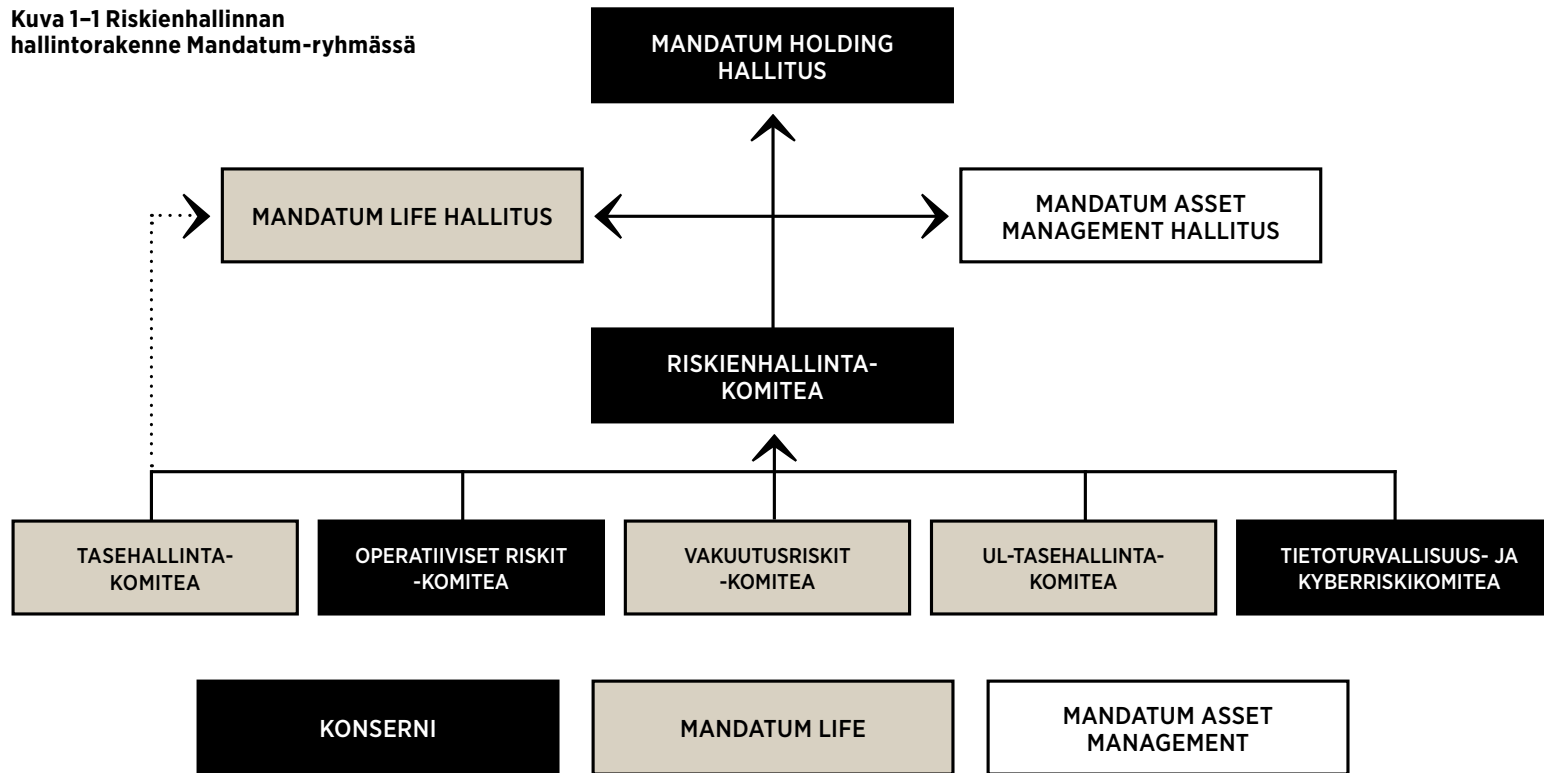 Kuva 1–1 Riskienhallinnan
hallintorakenne Mandatum-ryhmässä
MANDATUM HOLDING
HALLITUS
MANDATUM LIFE HALLITUS
MANDATUM ASSET
MANAGEMENT HALLITUS
RISKIENHALLINTA-
KOMITEA
TASEHALLINTA-
KOMITEA
OPERATIIVISET RISKIT
-KOMITEA
VAKUUTUSRISKIT
-KOMITEA
UL-TASEHALLINTA-
KOMITEA
TIETOTURVALLISUUS- JA
KYBERRISKIKOMITEA
KONSERNI
MANDATUM LIFE
MANDATUM ASSET
MANAGEMENT